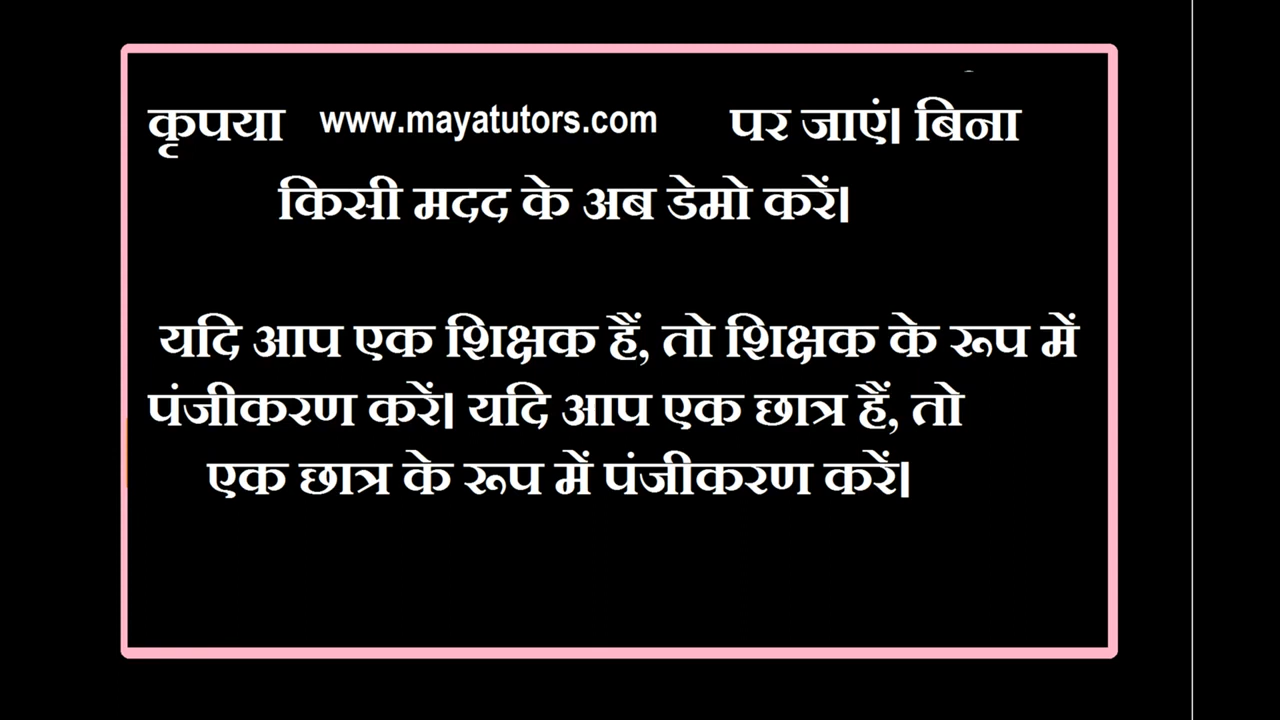 कृपया www.mayatutors.com पर जाएं। बिना
किसी मदद के अब डेमो करें।
यदि आप एक शिक्षक हैं, तो शिक्षक के रूप में
पंजीकरण करें। यदि आप एक छात्र हैं, तो
एक छात्र के रूप में पंजीकरण करें।